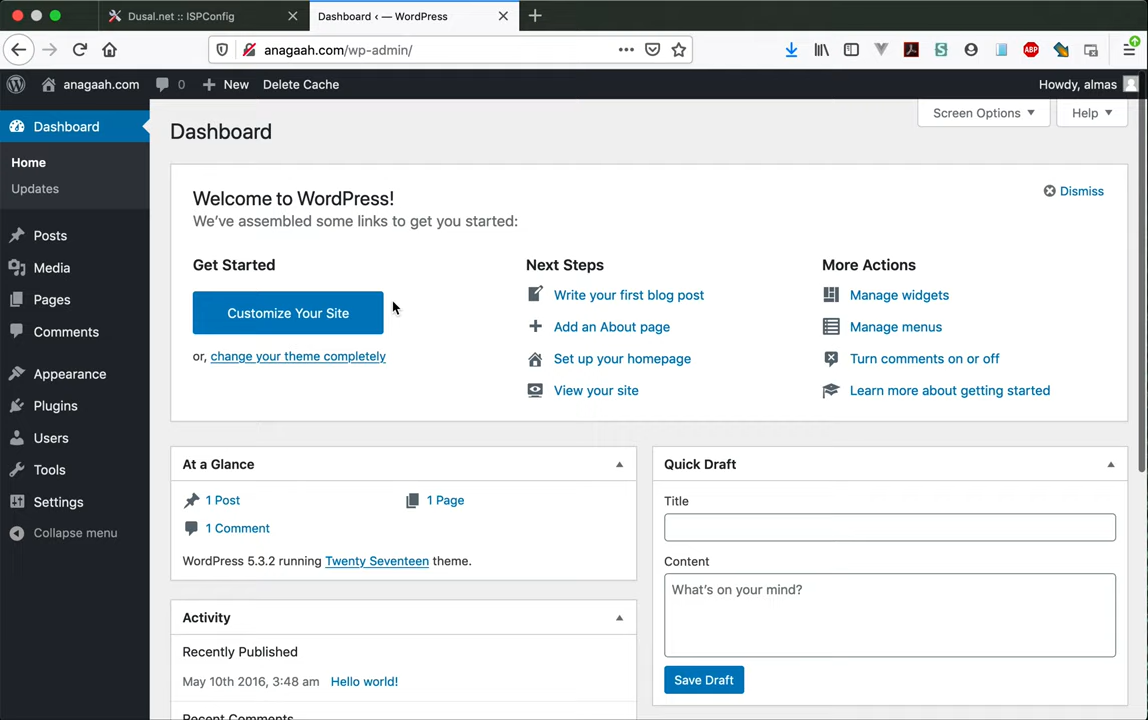 Dusal.net :: ISPConfig
Dashboard ‹ — WordPress
anagaah.com/wp-admin/
ABP
anagaah.com
0
New
Delete Cache
Howdy, almas
Dashboard
Home
Updates
Posts
Media
Pages
Comments
Appearance
Plugins
Users
Tools
Settings
Collapse menu
Screen Options
Help
Dashboard
Welcome to WordPress!
We've assembled some links to get you started:
Dismiss
Get Started
Customize Your Site
or, change your theme completely
Next Steps
Write your first blog post
Add an About page
Set up your homepage
View your site
More Actions
Manage widgets
Manage menus
Turn comments on or off
Learn more about getting started
At a Glance
1 Post
1 Page
1 Comment
WordPress 5.3.2 running Twenty Seventeen theme.
Activity
Recently Published
May 10th 2016, 3:48 am Hello world!
Recent Comments
Quick Draft
Title
Content
What's on your mind?
Save Draft